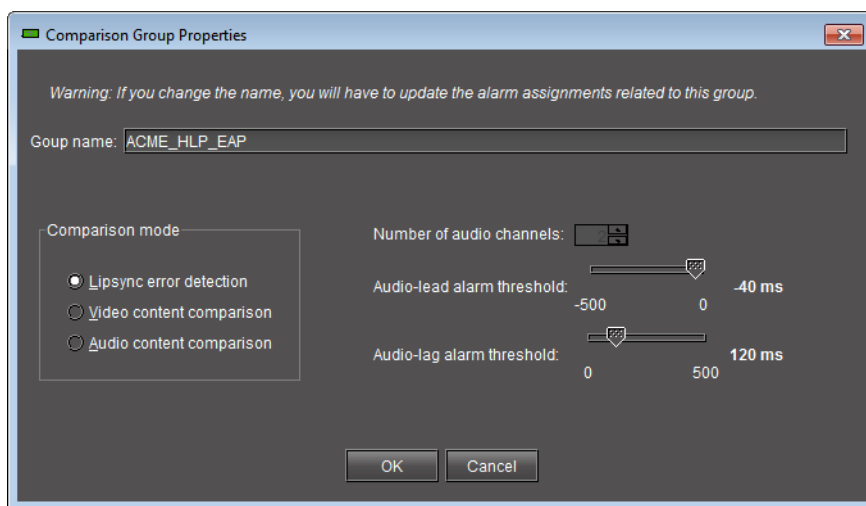 Comparison Group Properties
Warning: If you change the name, you will have to update the alarm assignments related to this group.
Goup name: ACME_HLP_EAP
Comparison mode
Number of audio channels: 2
Lipsync error detection
Audio-lead alarm threshold: -40 ms
-500 0
Video content comparison
Audio content comparison
Audio-lag alarm threshold: 120 ms
0 500
OK Cancel